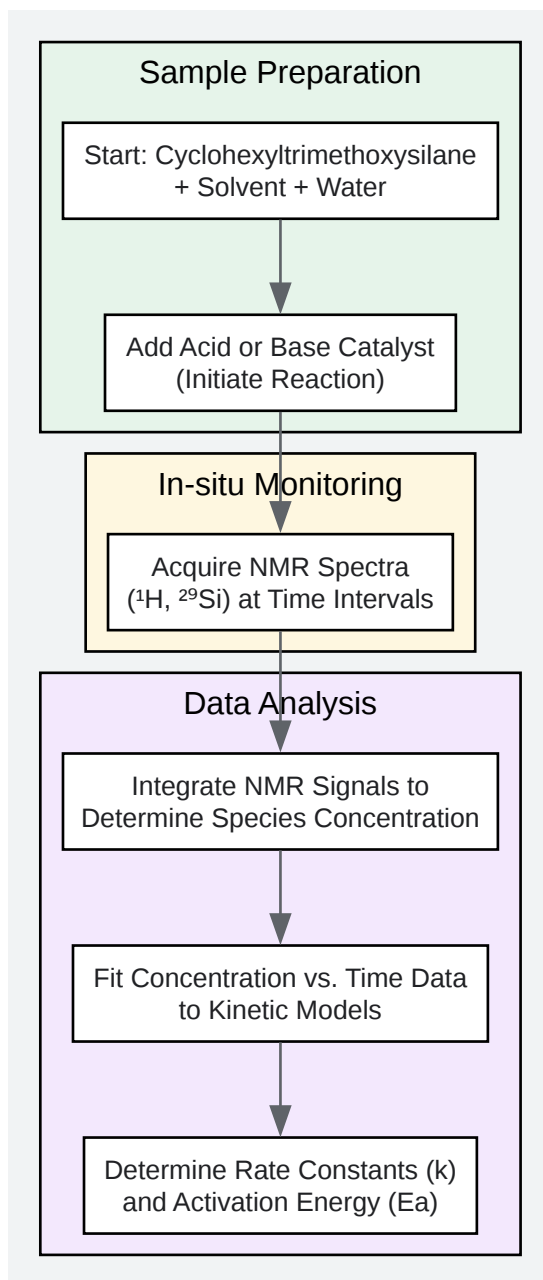 Sample Preparation
Start: Cyclohexyltrimethoxysilane
+ Solvent + Water
Add Acid or Base Catalyst
(Initiate Reaction)
In-situ Monitoring
Acquire NMR Spectra
(¹H, ²⁹Si) at Time Intervals
Data Analysis
Integrate NMR Signals to
Determine Species Concentration
Fit Concentration vs. Time Data
to Kinetic Models
Determine Rate Constants (k)
and Activation Energy (Ea)